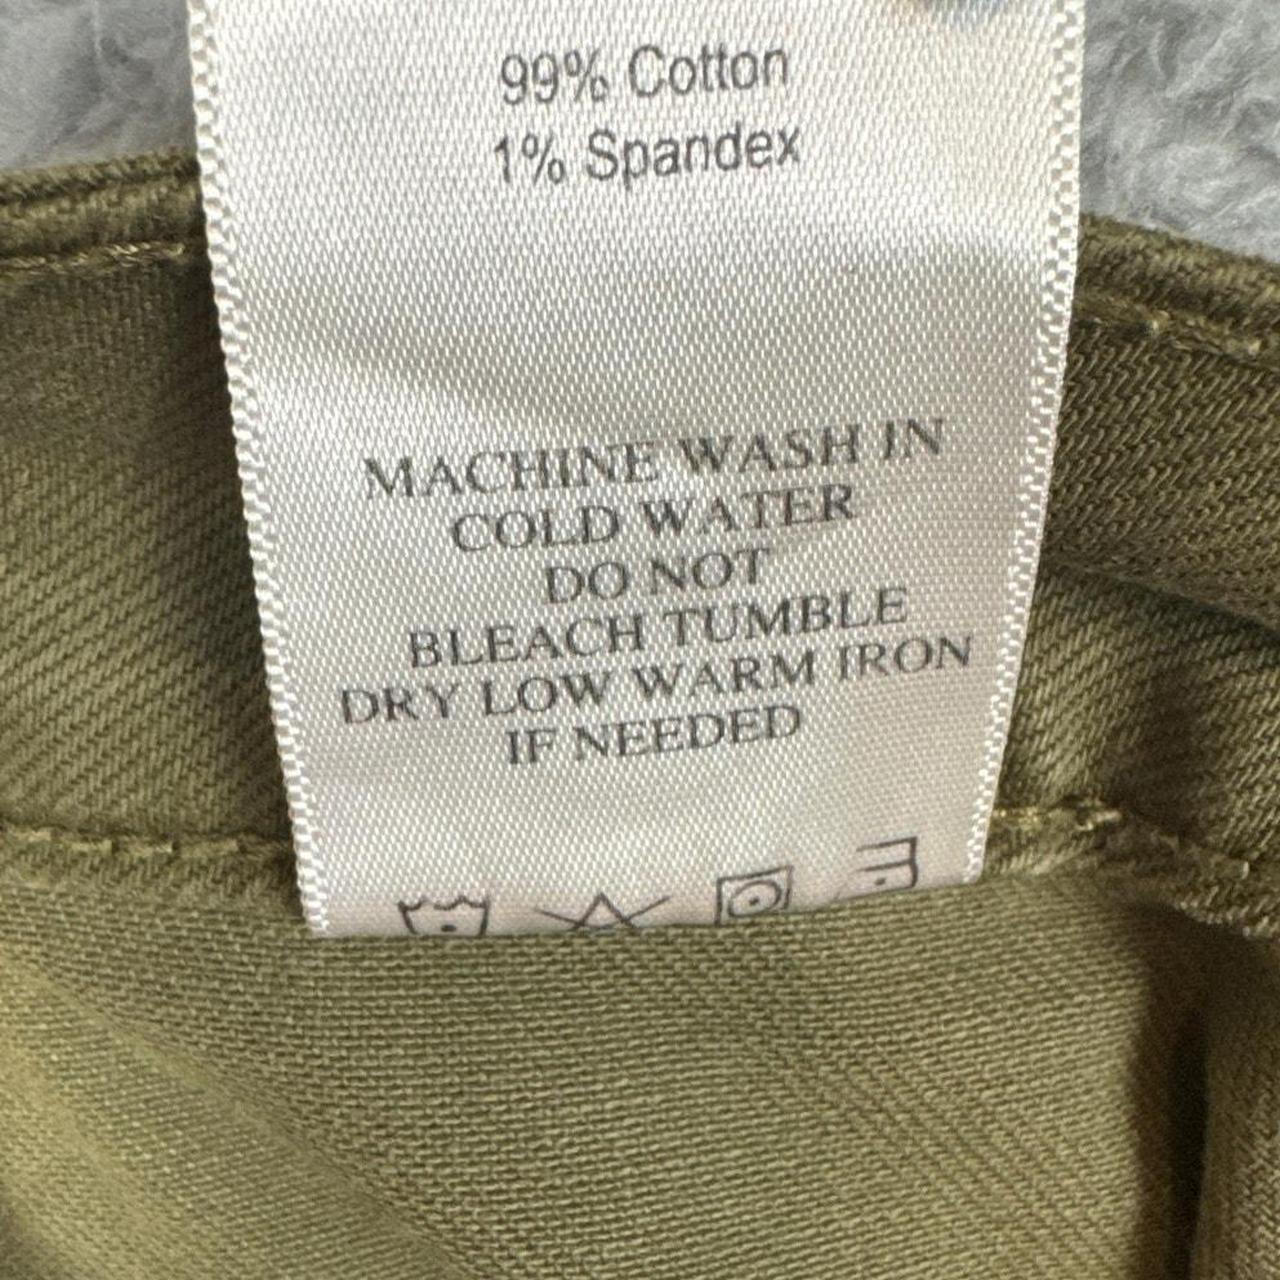 99% Cotton
1% Spandex
MACHINE WASH IN
COLD WATER
DO NOT
BLEACH TUMBLE
DRY LOW WARM IRON
IF NEEDED